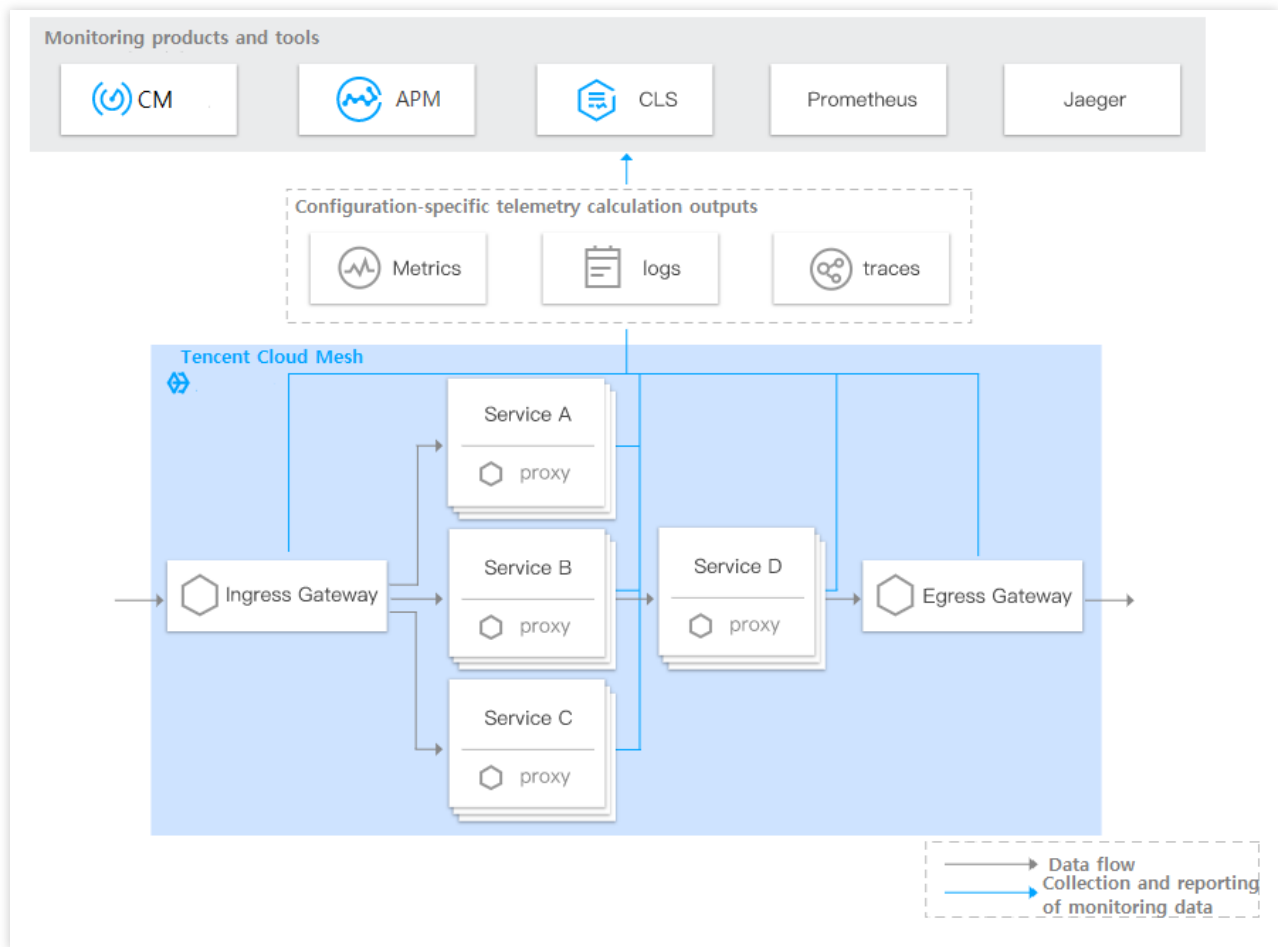 Monitoring products and tools
CM
APM
CLS
Prometheus
Jaeger
Configuration-specific telemetry calculation outputs
Metrics
logs
traces
Tencent Cloud Mesh
Service A
proxy
Ingress Gateway
Service B
proxy
Service D
proxy
Egress Gateway
Service C
proxy
Data flow
Collection and reporting
of monitoring data